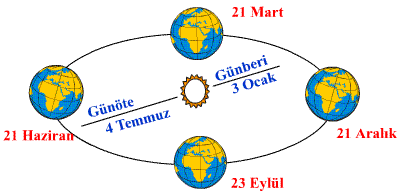 21 Mart
Günberi
3 Ocak
Günöte
4 Temmuz
21 Haziran
21 Aralık
23 Eylül